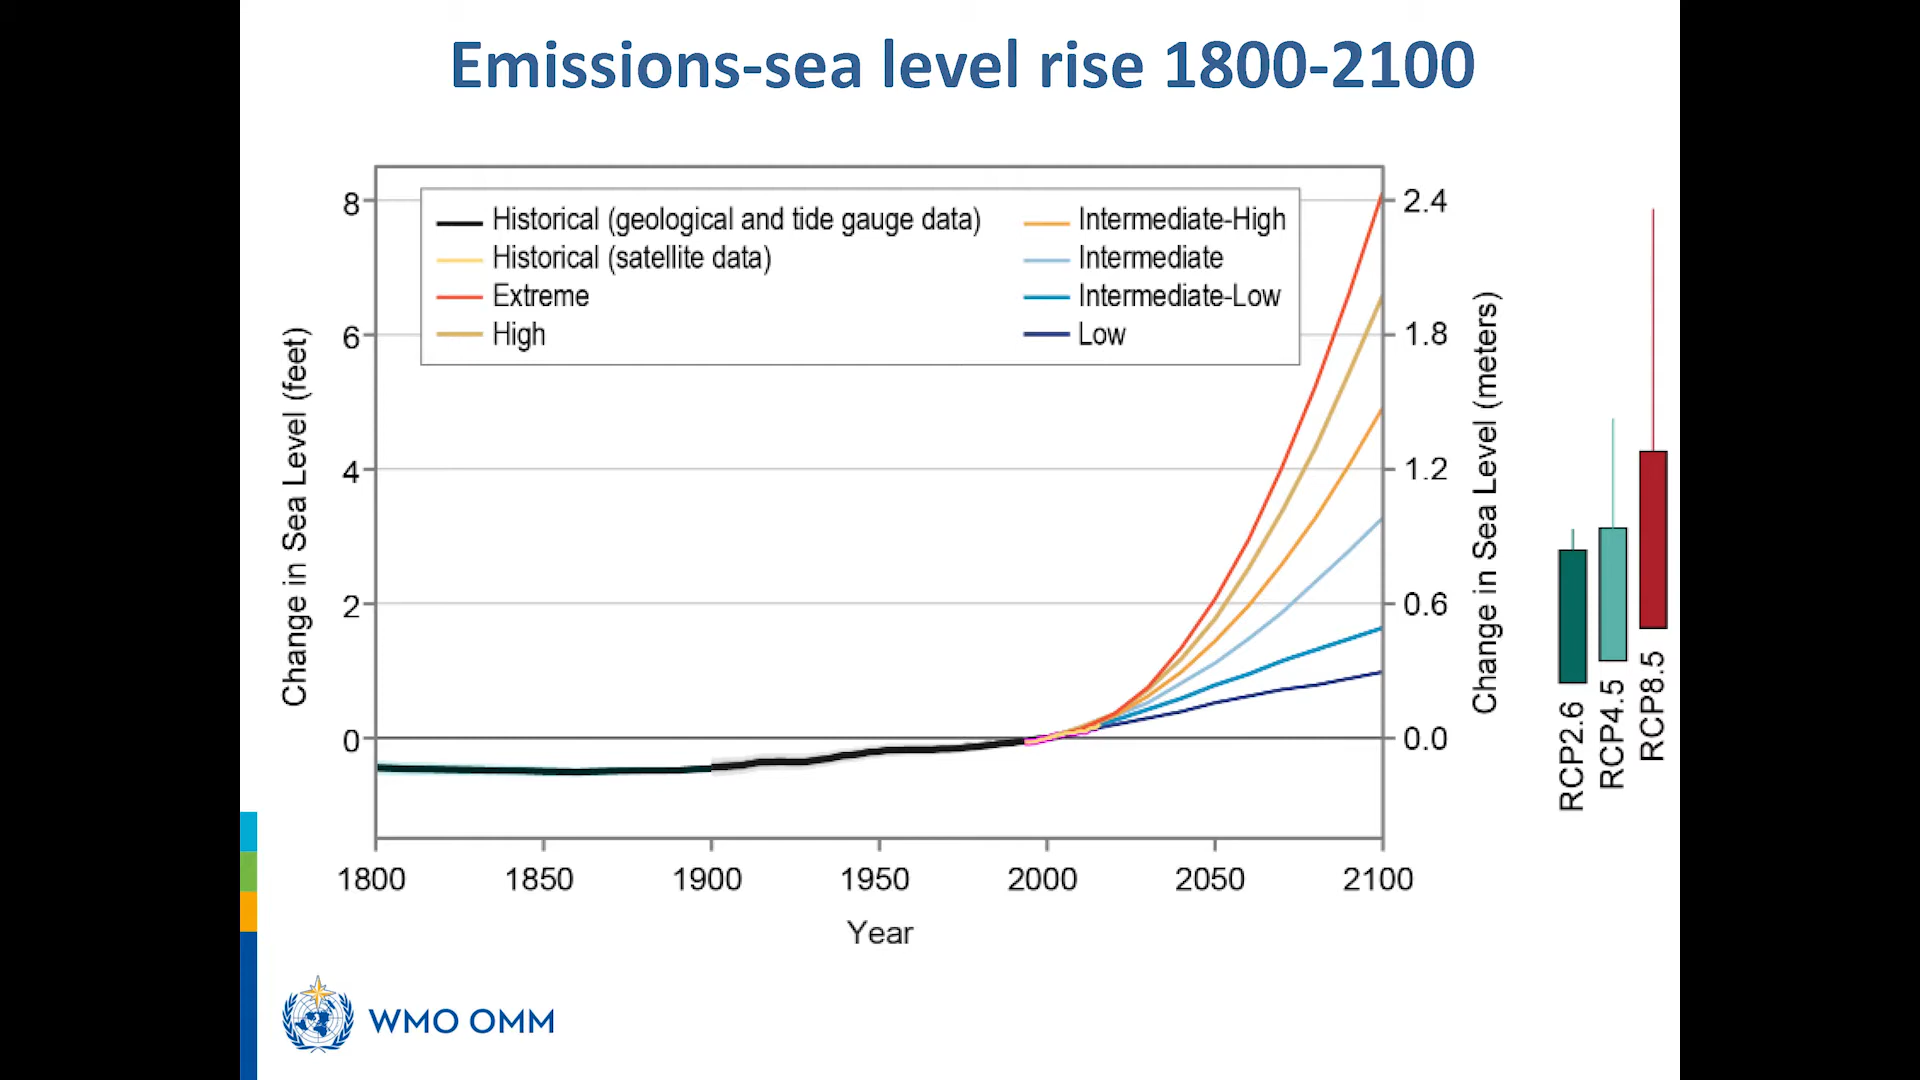 Emissions-sea level rise 1800-2100
Historical (geological and tide gauge data)
Historical (satellite data)
Extreme
High
Intermediate-High
Intermediate
Intermediate-Low
Low
Change in Sea Level (feet)
8
6
4
2
0
2.4
1.8
1.2
0.6
0.0
Change in Sea Level (meters)
RCP2.6
RCP4.5
RCP8.5
1800 1850 1900 1950 2000 2050 2100
Year
WMO OMM